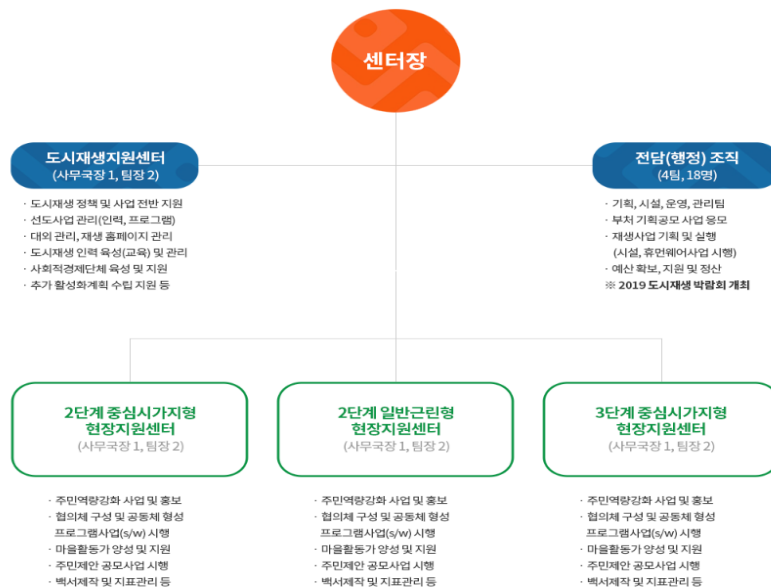 센터장
도시재생지원센터
(사무국장 1, 팀장 2)
· 도시재생 정책 및 사업 전반 지원
· 선도사업 관리(인력, 프로그램)
· 대외 관리, 재생 홈페이지 관리
· 도시재생 인력 육성(교육) 및 관리
· 사회적경제단체 육성 및 지원
· 추가 활성화계획 수립 지원 등
전담(행정) 조직
(4팀, 18명)
· 기획, 시설, 운영, 관리팀
· 부처 기획공모 사업 응모
· 재생사업 기획 및 실행
(시설, 휴먼웨어사업 시행)
· 예산 확보, 지원 및 정산
※ 2019 도시재생 박람회 개최
2단계 중심시가지형
현장지원센터
(사무국장 1, 팀장 2)
· 주민역량강화 사업 및 홍보
· 협의체 구성 및 공동체 형성
프로그램사업(s/w) 시행
· 마을활동가 양성 및 지원
· 주민제안 공모사업 시행
· 백서제작 및 지표관리 등
2단계 일반근린형
현장지원센터
(사무국장 1, 팀장 2)
· 주민역량강화 사업 및 홍보
· 협의체 구성 및 공동체 형성
프로그램사업(s/w) 시행
· 마을활동가 양성 및 지원
· 주민제안 공모사업 시행
· 백서제작 및 지표관리 등
3단계 중심시가지형
현장지원센터
(사무국장 1, 팀장 2)
· 주민역량강화 사업 및 홍보
· 협의체 구성 및 공동체 형성
프로그램사업(s/w) 시행
· 마을활동가 양성 및 지원
· 주민제안 공모사업 시행
· 백서제작 및 지표관리 등